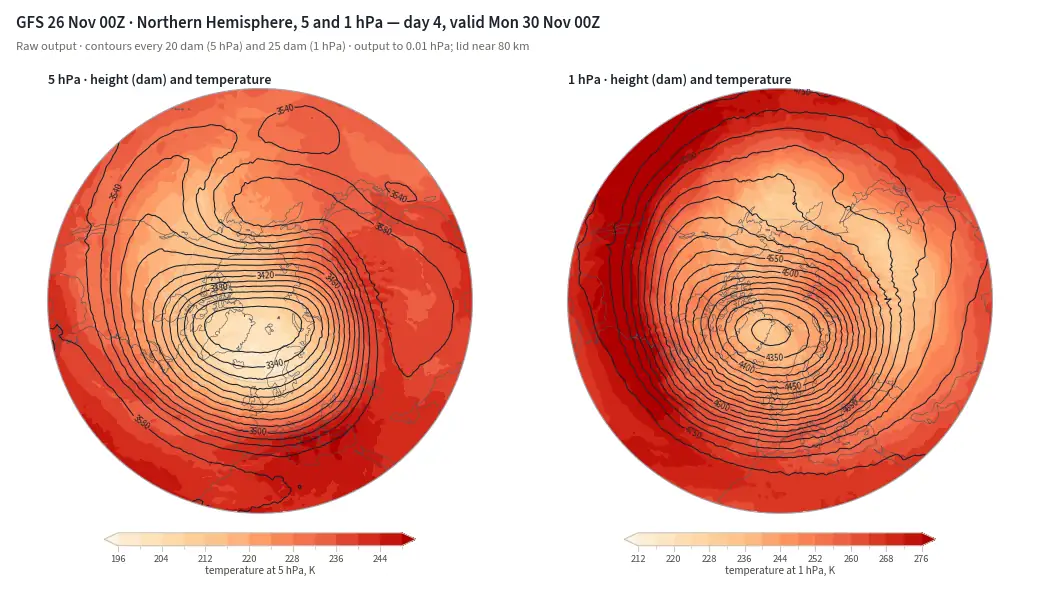 GFS 26 Nov 00Z · Northern Hemisphere, 5 and 1 hPa — day 4, valid Mon 30 Nov 00Z
Raw output · contours every 20 dam (5 hPa) and 25 dam (1 hPa) · output to 0.01 hPa; lid near 80 km
5 hPa · height (dam) and temperature
3540
3540
3540
3580
3420
3460
3340
3580
3500
196 204 212 220 228 236 244
temperature at 5 hPa, K
1 hPa · height (dam) and temperature
4550
4500
4350
4400
4450
4600
212 220 228 236 244 252 260 268 276
temperature at 1 hPa, K